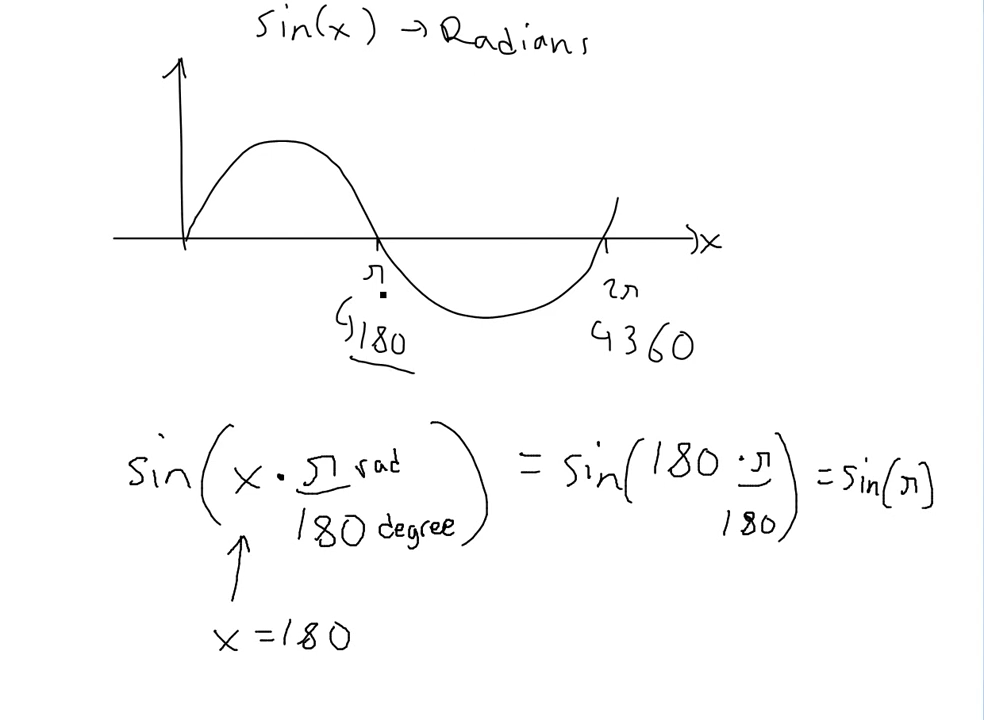 sin(x) → Radians
x
π 2π
↳180 ↳360
sin(x · π rad / 180 degree) = sin(180 · π / 180) = sin(π)
x = 180